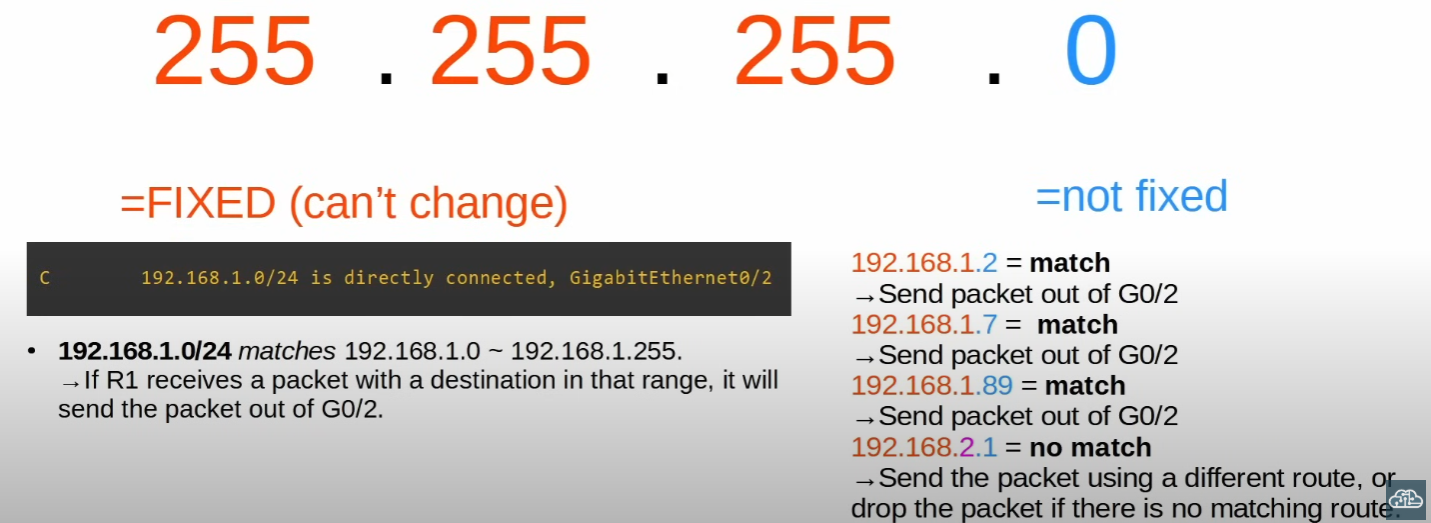 255 . 255 . 255 . 0
=FIXED (can't change)
=not fixed
C 192.168.1.0/24 is directly connected, GigabitEthernet0/2
• 192.168.1.0/24 matches 192.168.1.0 ~ 192.168.1.255.
→If R1 receives a packet with a destination in that range, it will
send the packet out of G0/2.
192.168.1.2 = match
→Send packet out of G0/2
192.168.1.7 = match
→Send packet out of G0/2
192.168.1.89 = match
→Send packet out of G0/2
192.168.2.1 = no match
→Send the packet using a different route, or
drop the packet if there is no matching route.